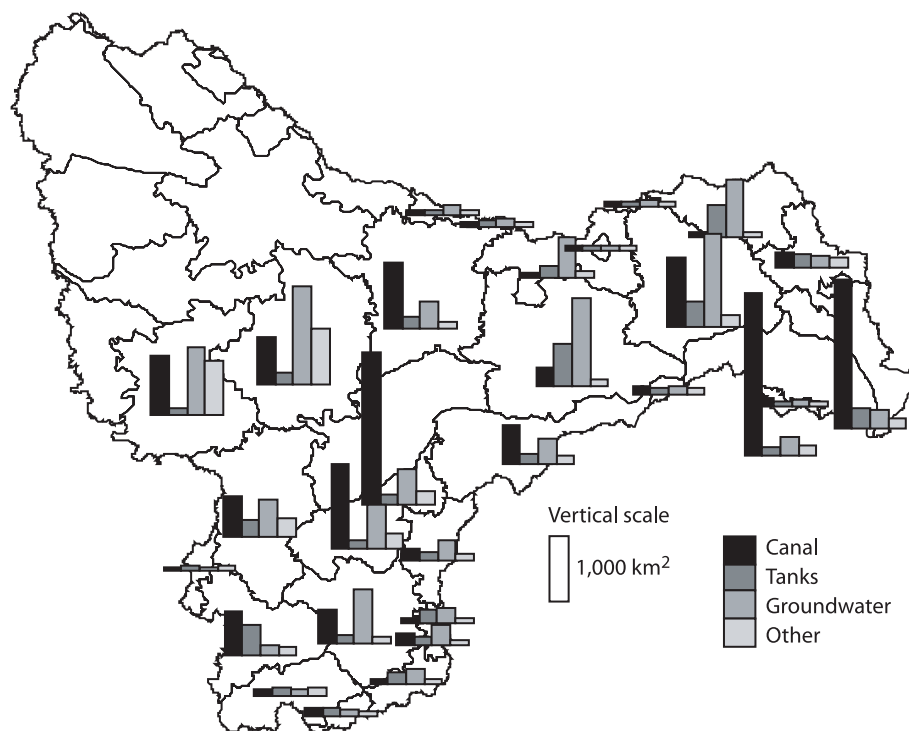 Vertical scale
1,000 km²
Canal
Tanks
Groundwater
Other